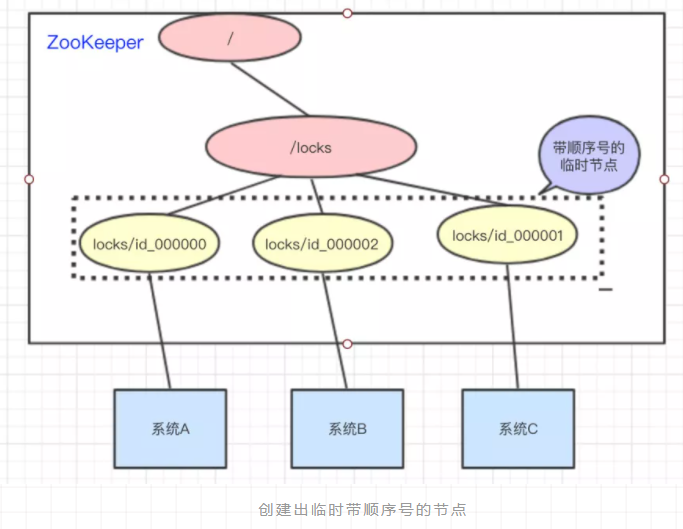 ZooKeeper
/
/locks
带顺序号的
临时节点
locks/id_000000
locks/id_000002
locks/id_000001
系统A
系统B
系统C
创建出临时带顺序号的节点